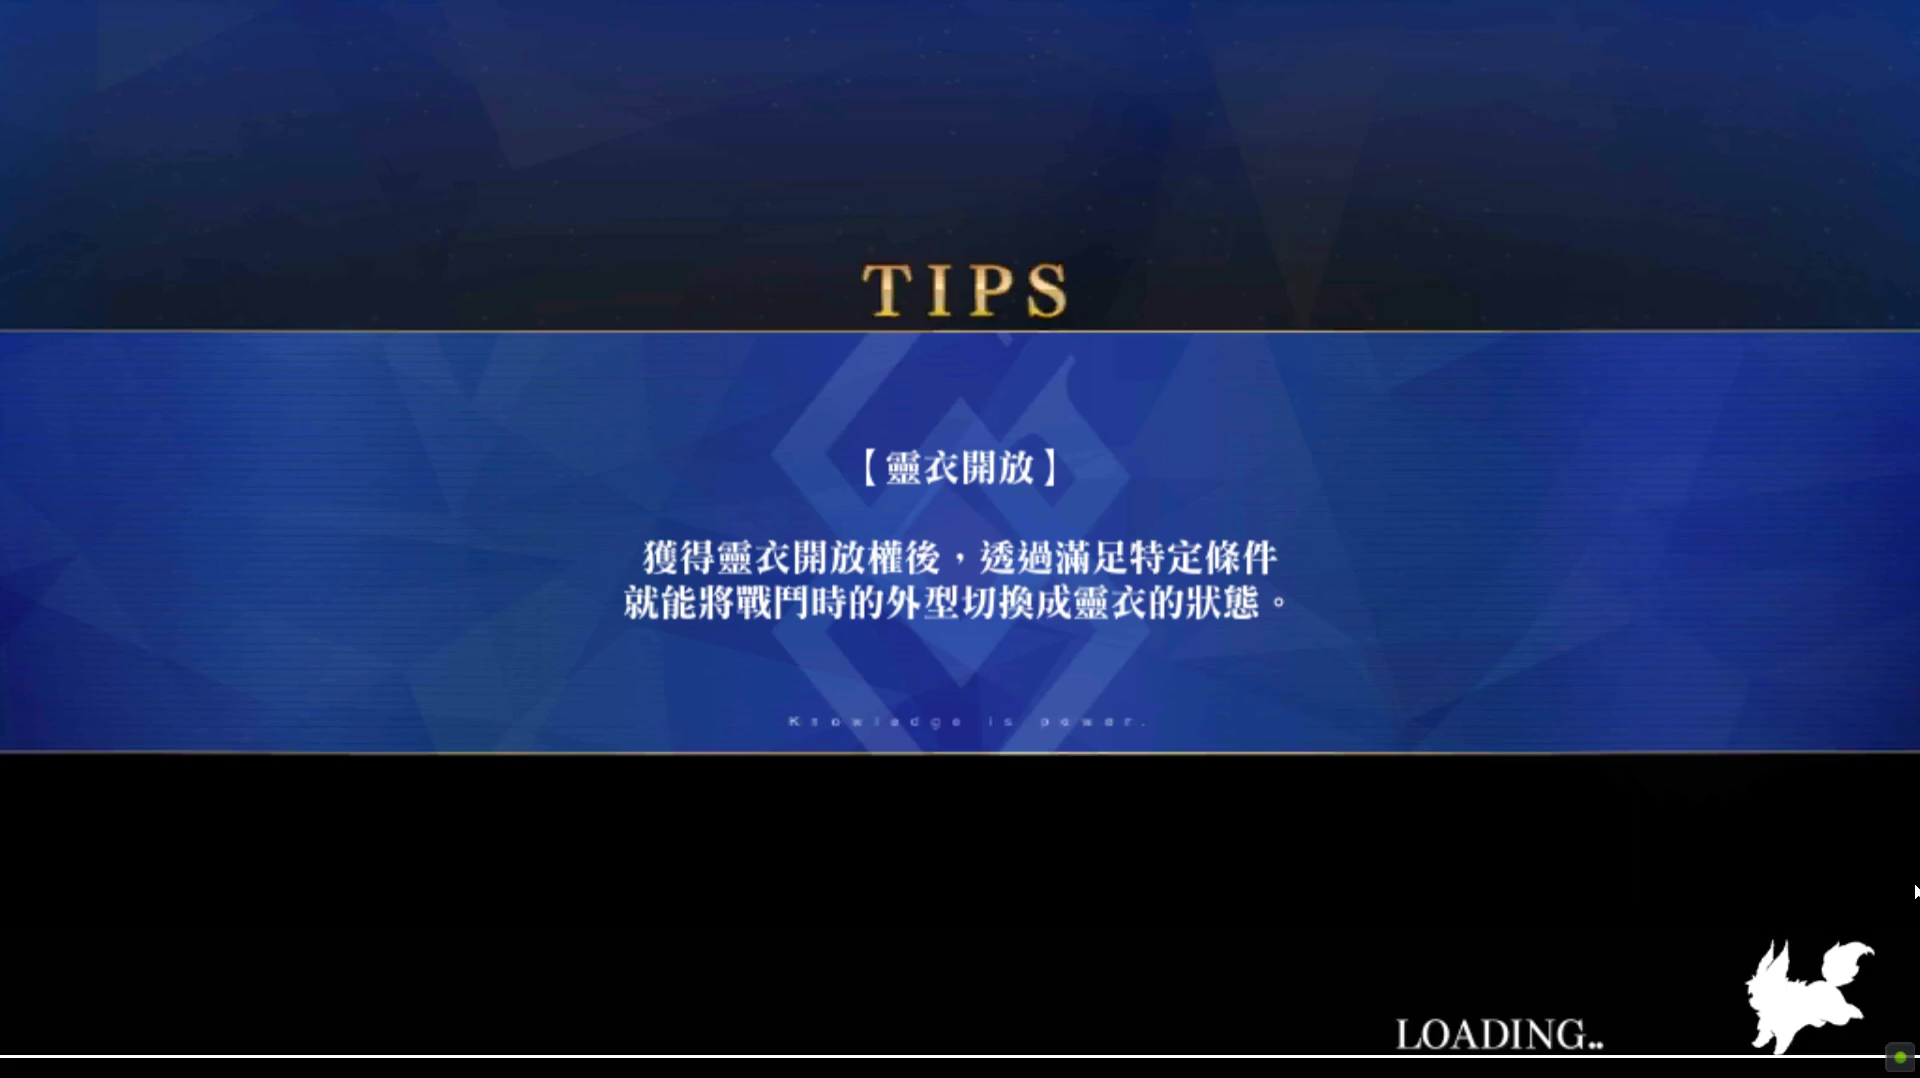 TIPS
【靈衣開放】
獲得靈衣開放權後，透過滿足特定條件
就能將戰鬥時的外型切換成靈衣的狀態。
Knowledge is power.
LOADING..